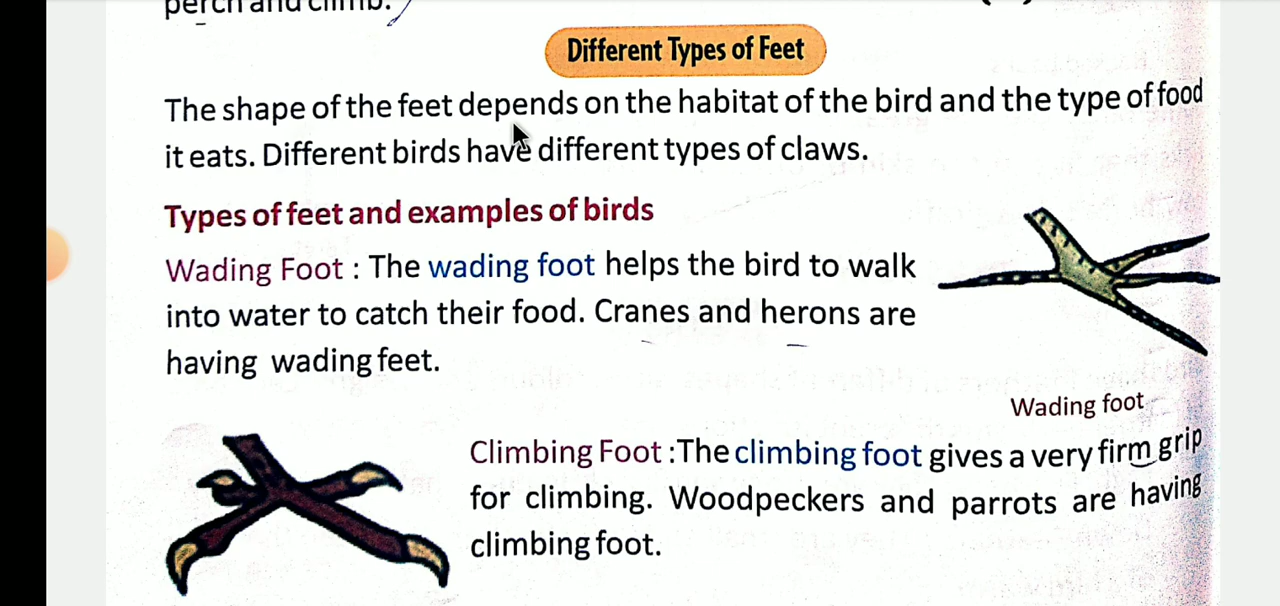 perch and climb.
Different Types of Feet
The shape of the feet depends on the habitat of the bird and the type of food
it eats. Different birds have different types of claws.
Types of feet and examples of birds
Wading Foot : The wading foot helps the bird to walk
into water to catch their food. Cranes and herons are
having wading feet.
Wading foot
Climbing Foot :The climbing foot gives a very firm grip
for climbing. Woodpeckers and parrots are having
climbing foot.